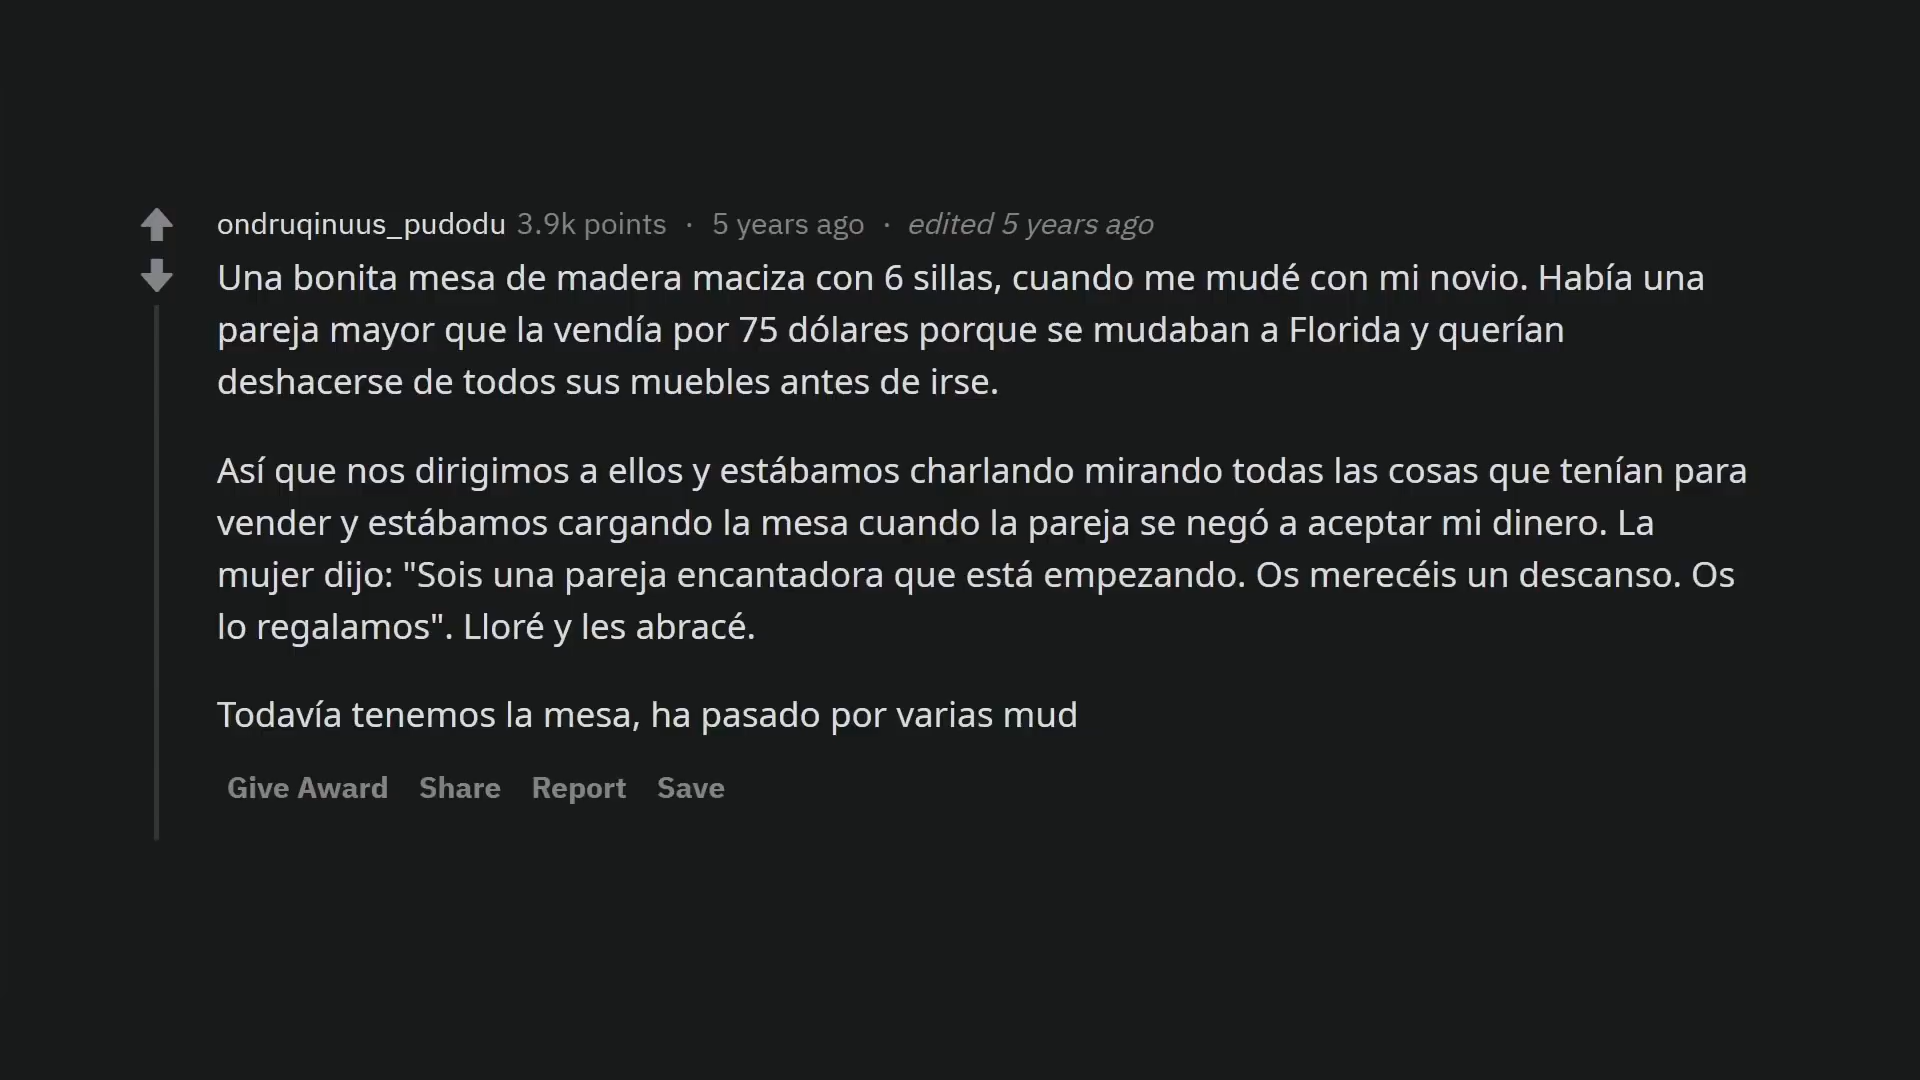 ondruqinuus_pudodu 3.9k points · 5 years ago · edited 5 years ago
Una bonita mesa de madera maciza con 6 sillas, cuando me mudé con mi novio. Había una
pareja mayor que la vendía por 75 dólares porque se mudaban a Florida y querían
deshacerse de todos sus muebles antes de irse.
Así que nos dirigimos a ellos y estábamos charlando mirando todas las cosas que tenían para
vender y estábamos cargando la mesa cuando la pareja se negó a aceptar mi dinero. La
mujer dijo: "Sois una pareja encantadora que está empezando. Os merecéis un descanso. Os
lo regalamos". Lloré y les abracé.
Todavía tenemos la mesa, ha pasado por varias mud
Give Award Share Report Save